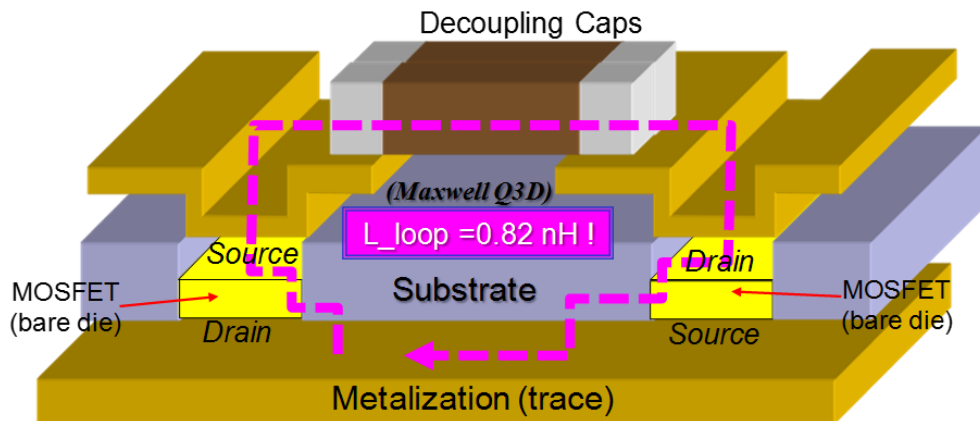 Decoupling Caps
(Maxwell Q3D)
L_loop =0.82 nH !
Source
Drain
MOSFET
(bare die)
Substrate
MOSFET
(bare die)
Drain
Source
Metalization (trace)